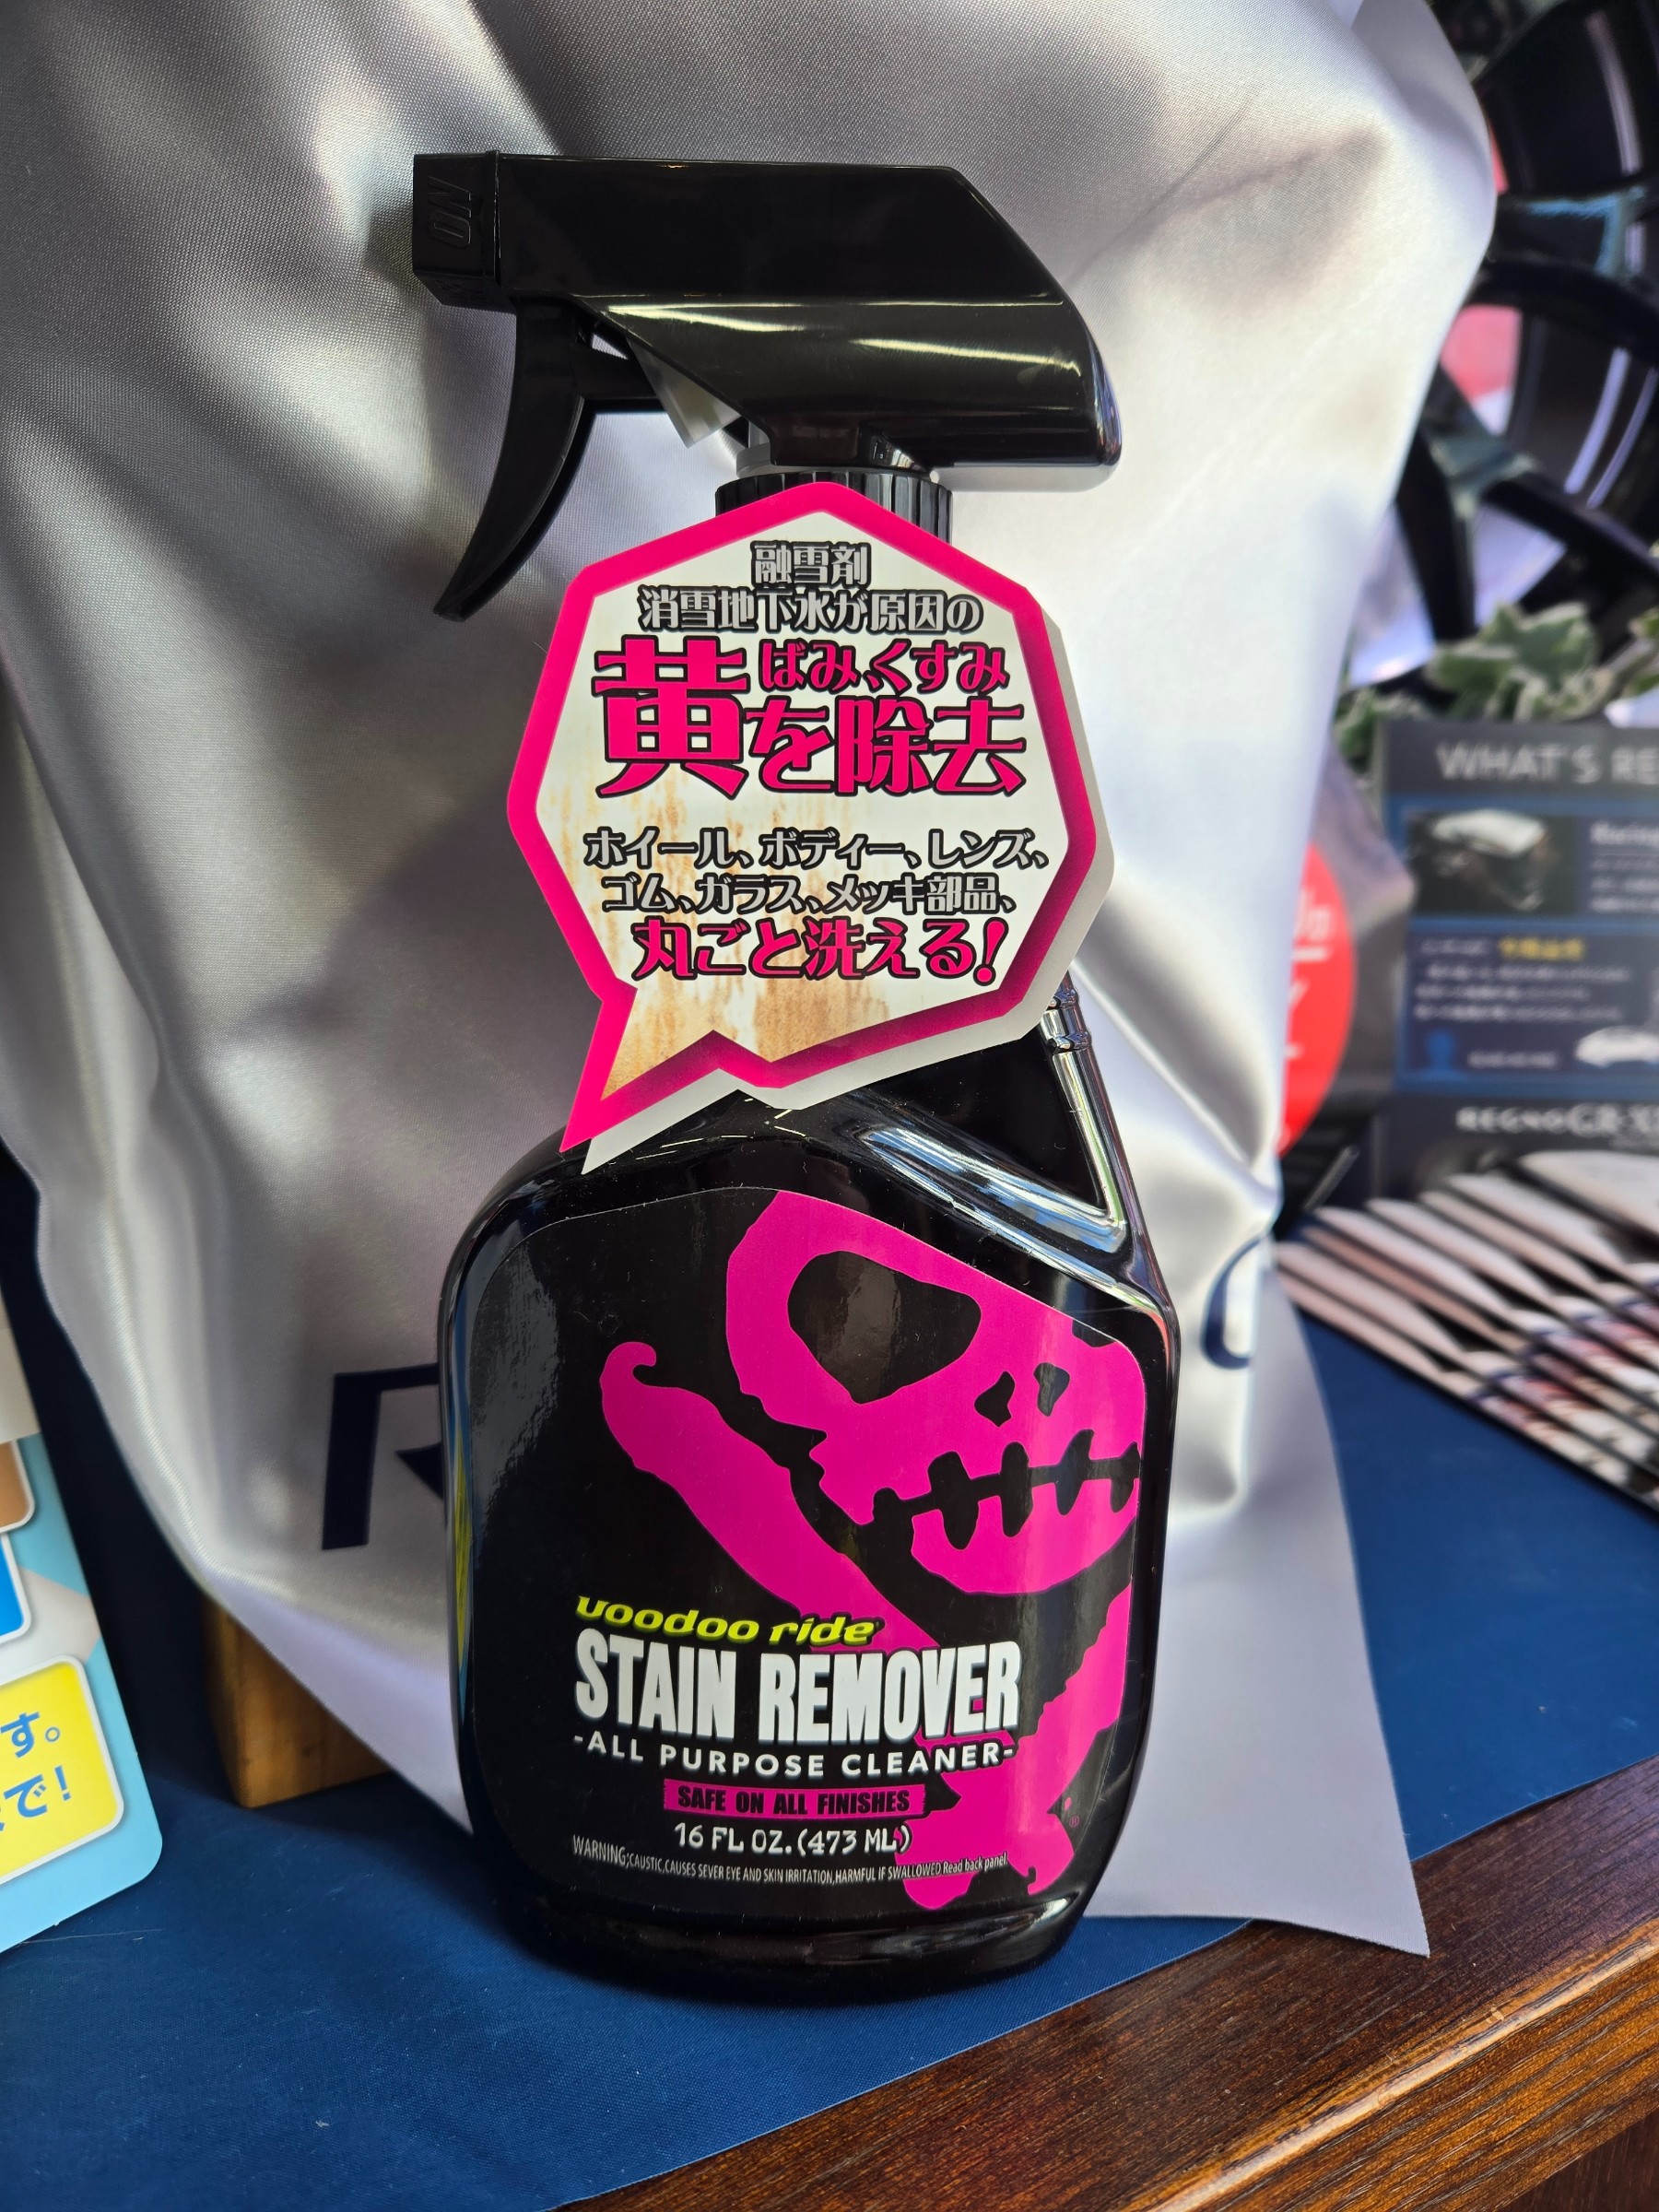 ON
融雪剤
消雪地下水が原因の
黄ばみ、くすみ
を除去
ホイール、ボディー、レンズ、
ゴム、ガラス、メッキ部品、
丸ごと洗える!
voodoo ride
STAIN REMOVER
-ALL PURPOSE CLEANER-
SAFE ON ALL FINISHES
16 FL OZ.(473 ML)
WARNING;CAUSTIC,CAUSES SEVER EYE AND SKIN IRRITATION,HARMFUL IF SWALLOWED Read back panel
す。
で!
WHAT'S RE
REGNO GR-X